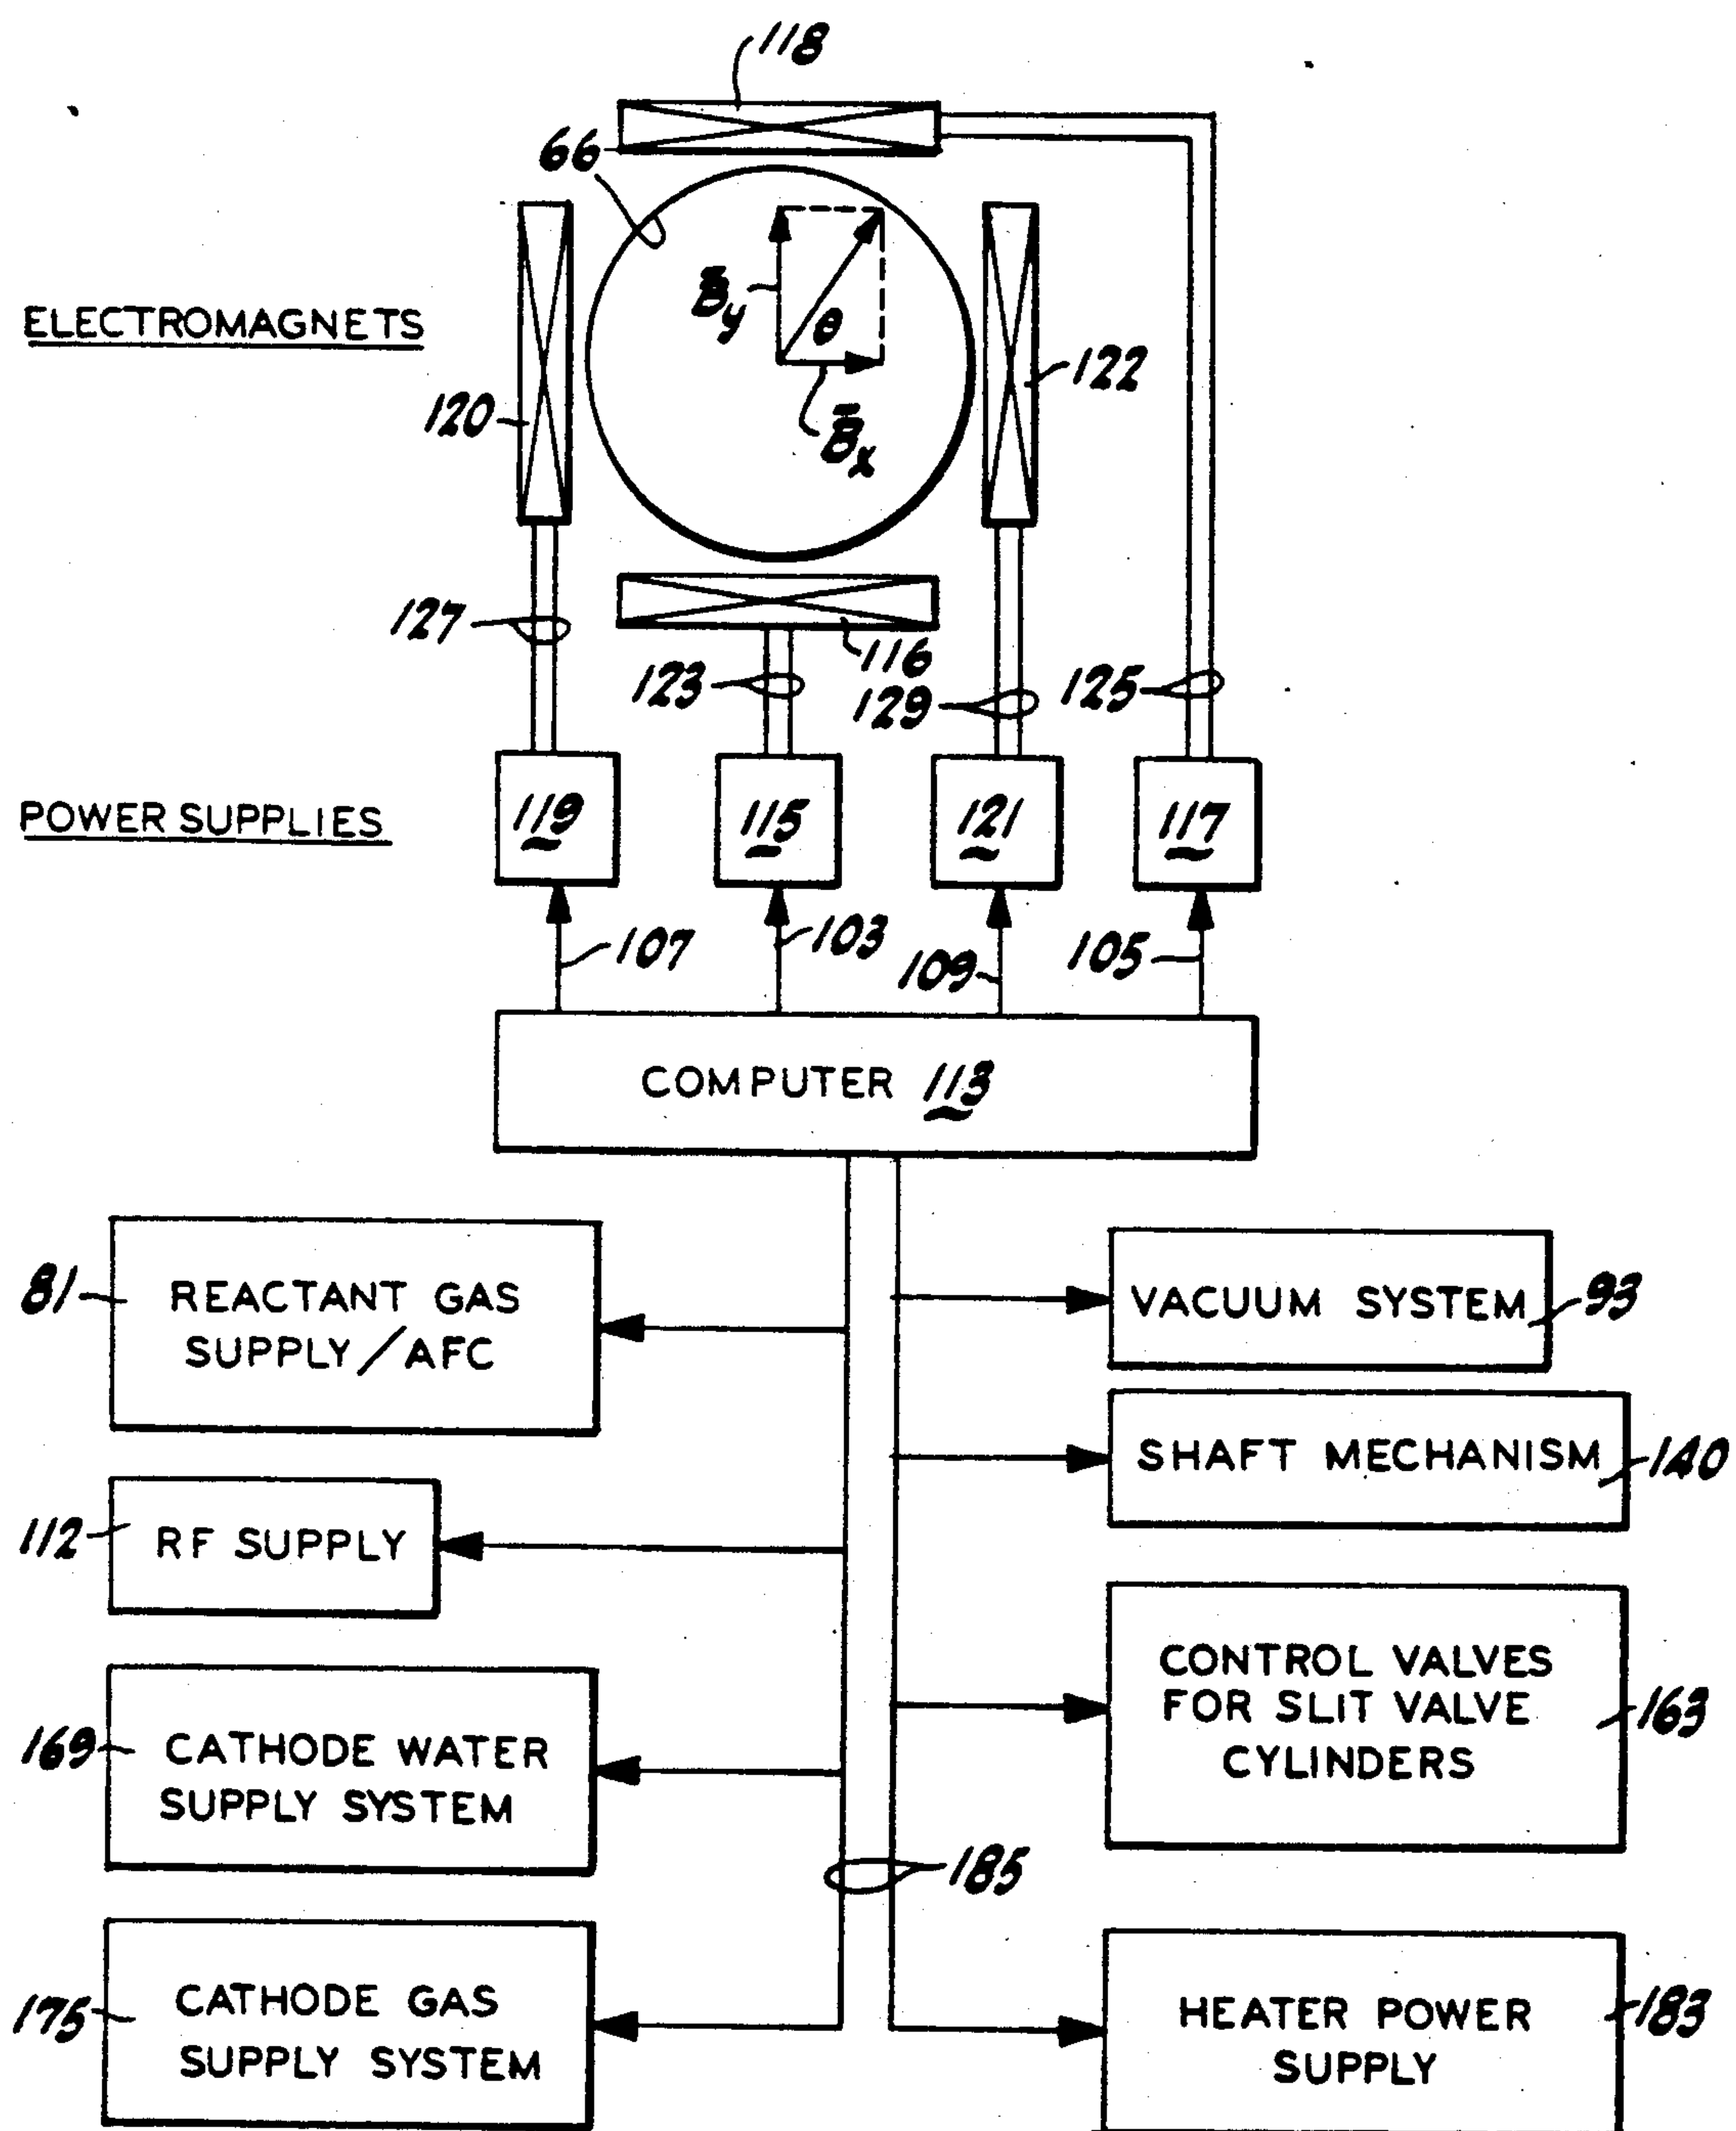 118
66
B̄y
θ
B̄x
ELECTROMAGNETS
120
122
127
116
123
129
125
POWER SUPPLIES
119
115
121
117
107
103
109
105
COMPUTER 113
81
REACTANT GAS
SUPPLY/AFC
VACUUM SYSTEM
93
SHAFT MECHANISM
140
112
RF SUPPLY
CONTROL VALVES
FOR SLIT VALVE
CYLINDERS
163
169
CATHODE WATER
SUPPLY SYSTEM
185
175
CATHODE GAS
SUPPLY SYSTEM
HEATER POWER
SUPPLY
183